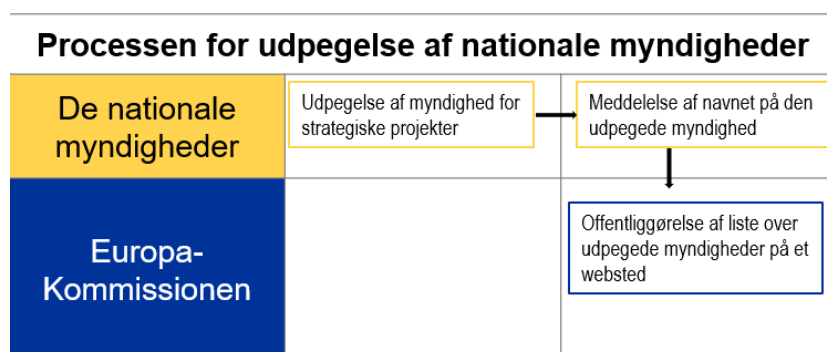 Processen for udpegelse af nationale myndigheder
De nationale
myndigheder
Udpegelse af myndighed for
strategiske projekter
Meddelelse af navnet på den
udpegede myndighed
Europa-
Kommissionen
Offentliggørelse af liste over
udpegede myndigheder på et
websted